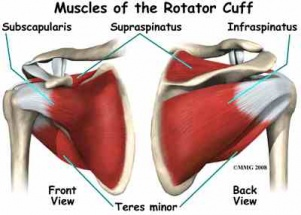 Muscles of the Rotator Cuff
Subscapularis Supraspinatus Infraspinatus
©MMG 2008
Front
View
Teres minor
Back
View